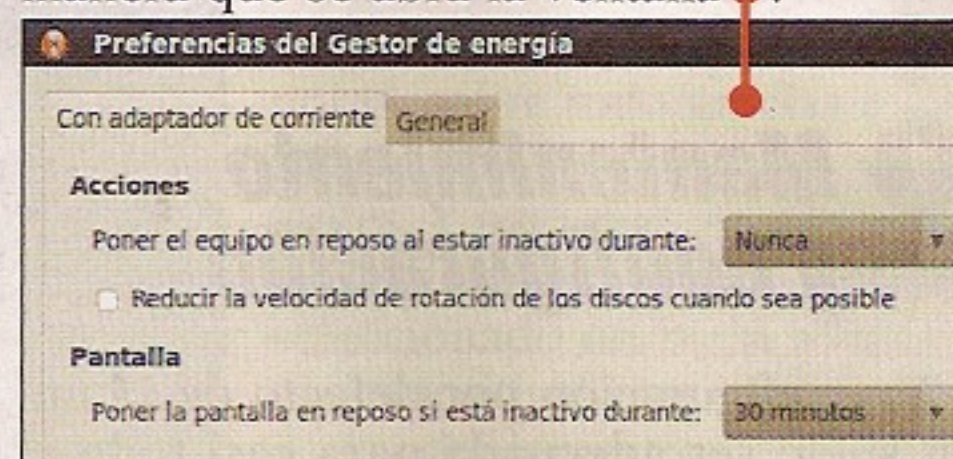 Preferencias del Gestor de energía
Con adaptador de corriente General
Acciones
Poner el equipo en reposo al estar inactivo durante: Nunca
Reducir la velocidad de rotación de los discos cuando sea posible
Pantalla
Poner la pantalla en reposo si está inactivo durante: 30 minutos